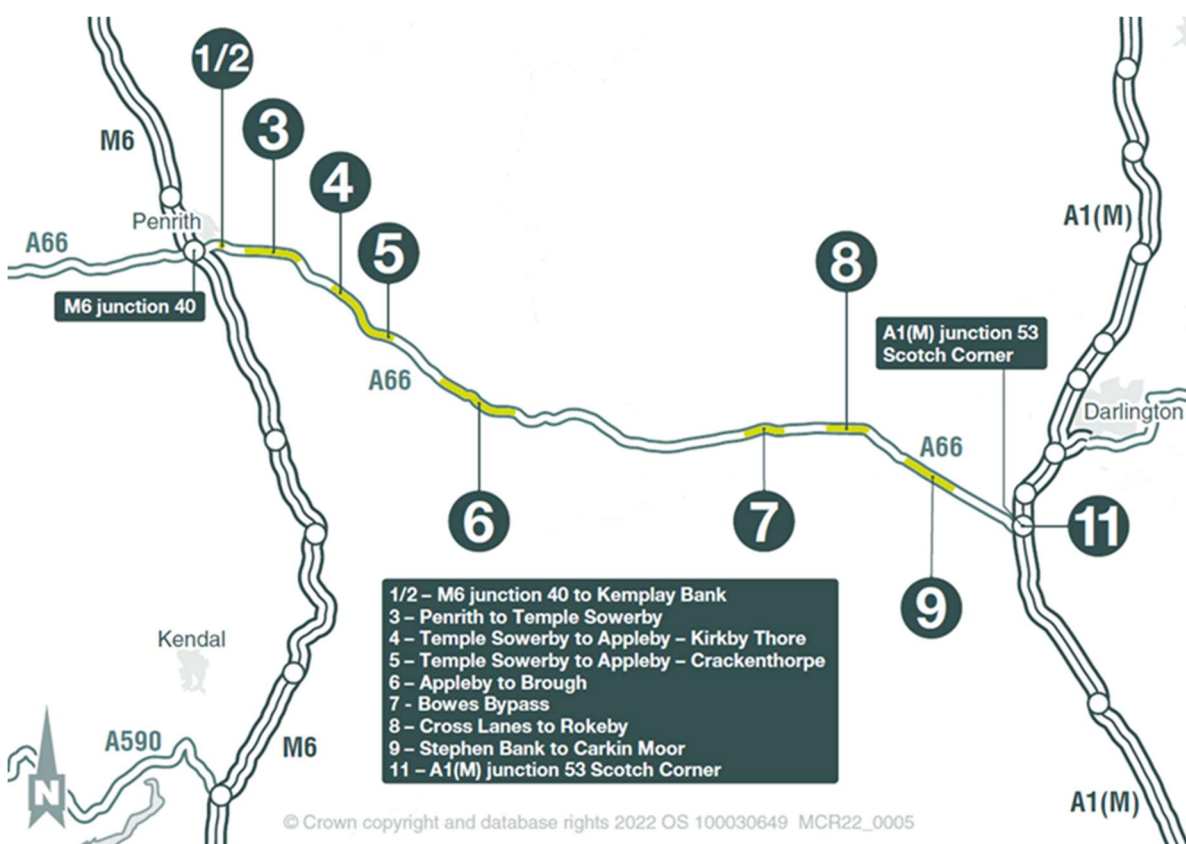 1/2
3
4
5
M6
Penrith
A66
M6 junction 40
A66
8
A1(M)
A1(M) junction 53
Scotch Corner
Darlington
A66
6
7
11
9
1/2 – M6 junction 40 to Kemplay Bank
3 – Penrith to Temple Sowerby
4 – Temple Sowerby to Appleby – Kirkby Thore
5 – Temple Sowerby to Appleby – Crackenthorpe
6 – Appleby to Brough
7 - Bowes Bypass
8 – Cross Lanes to Rokeby
9 – Stephen Bank to Carkin Moor
11 – A1(M) junction 53 Scotch Corner
Kendal
A590
M6
N
A1(M)
© Crown copyright and database rights 2022 OS 100030649 MCR22_0005